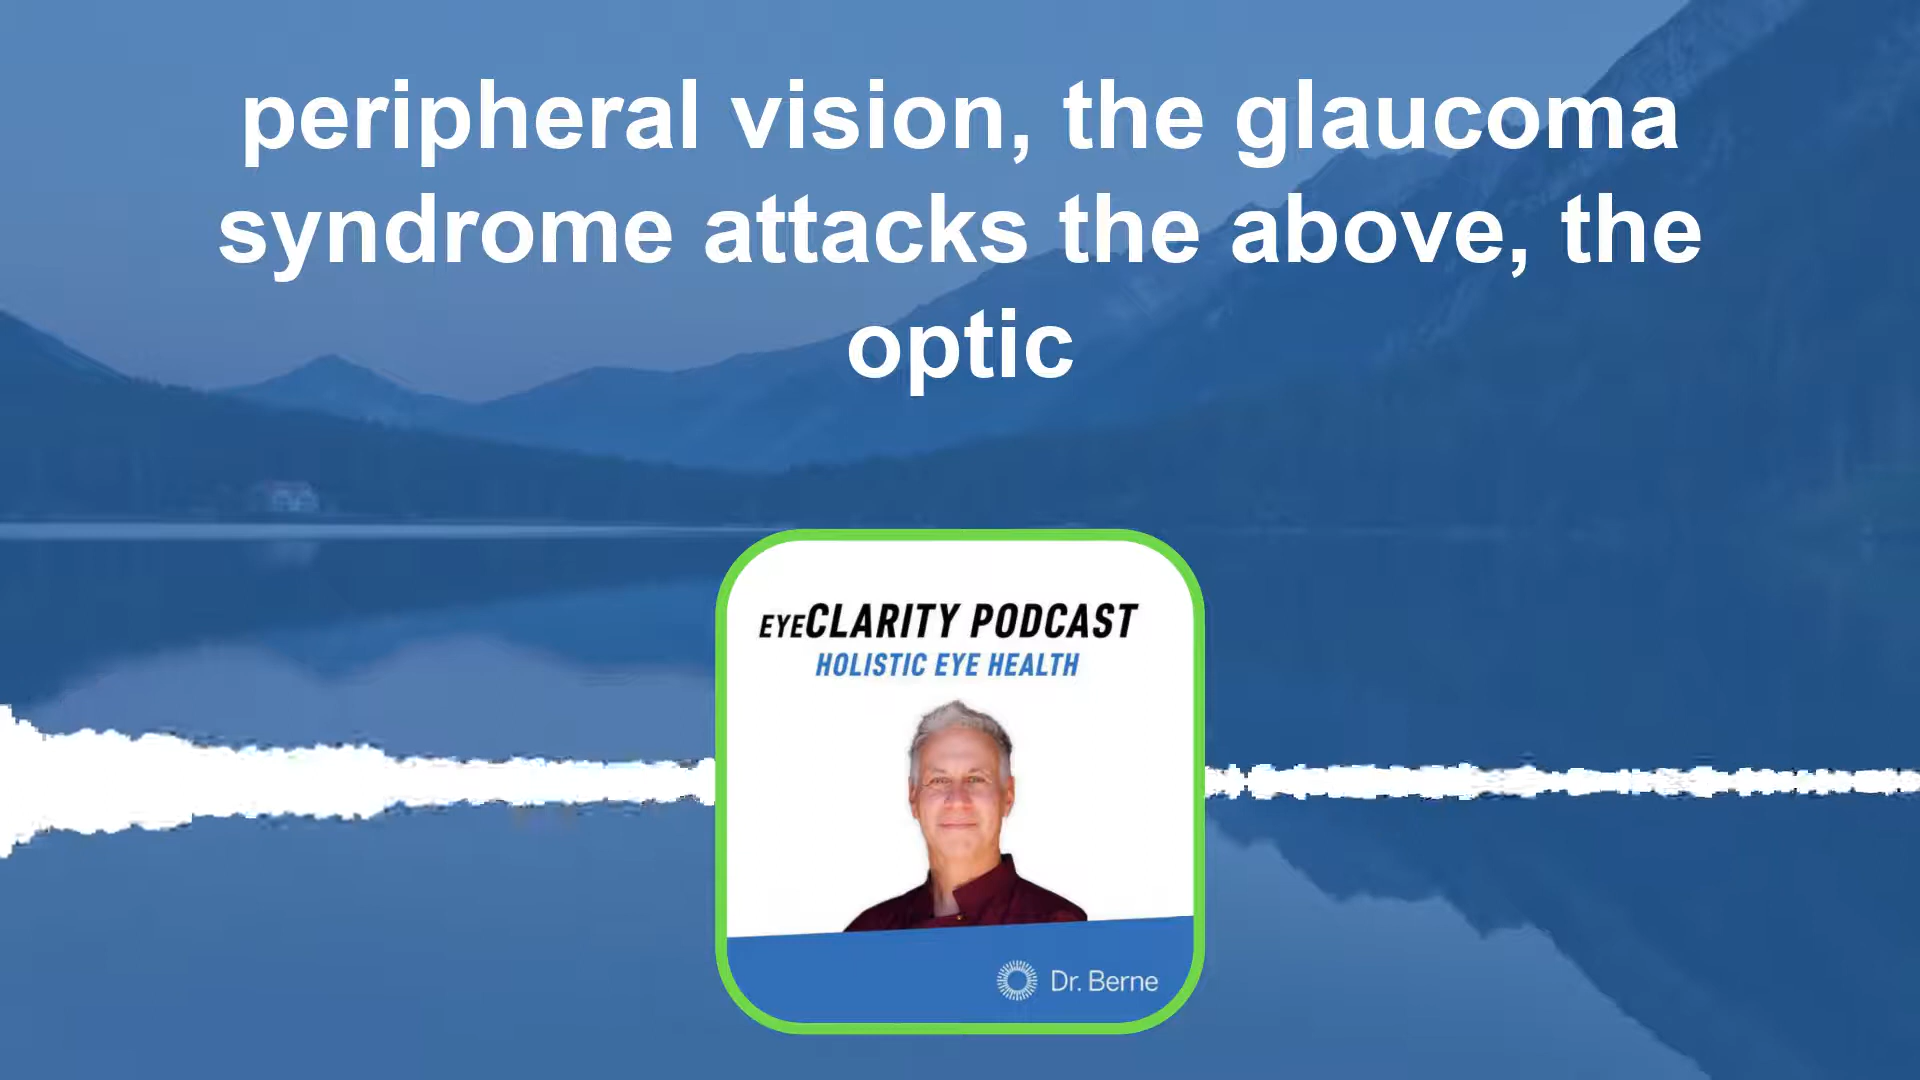 peripheral vision, the glaucoma
syndrome attacks the above, the
optic
EYECLARITY PODCAST
HOLISTIC EYE HEALTH
Dr. Berne